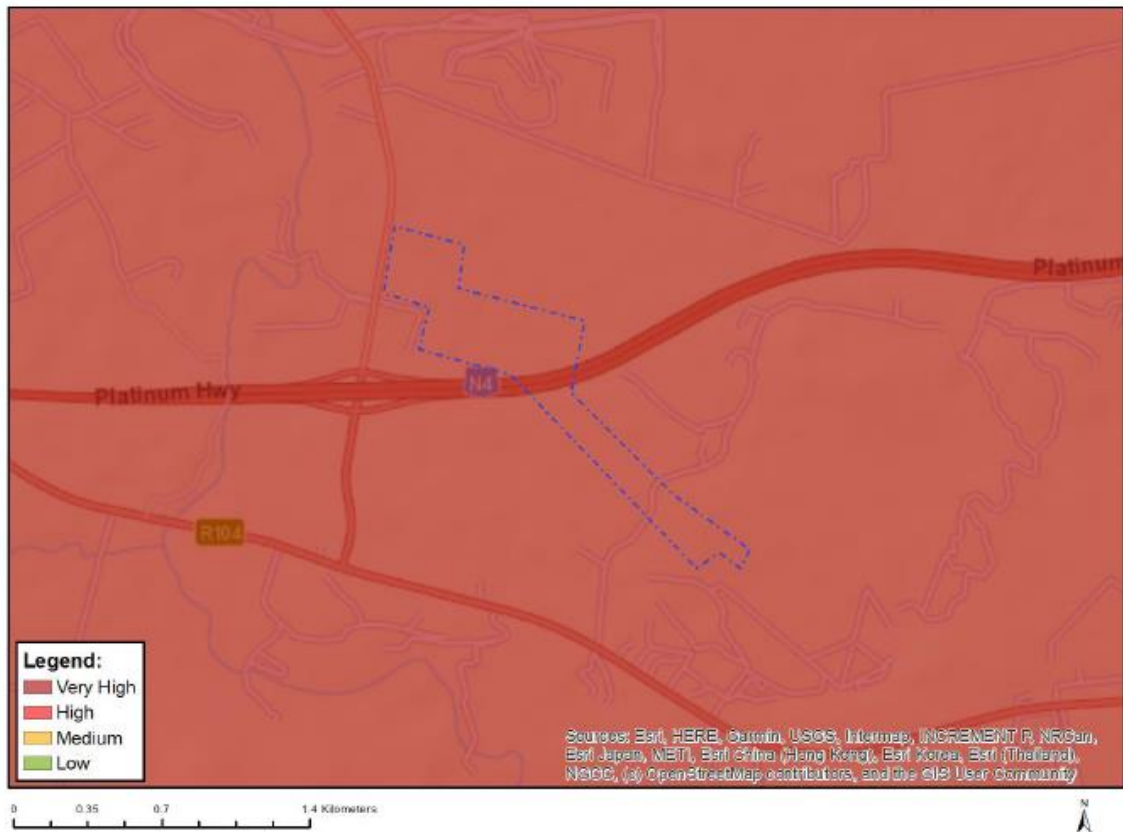 Platinum
Platinum Hwy
N4
R104
Legend:
Very High
High
Medium
Low
Sources: Esri, HERE, Garmin, USGS, Intermap, INCREMENT P, NRCan,
Esri Japan, METI, Esri China (Hong Kong), Esri Korea, Esri (Thailand),
NGCC, (c) OpenStreetMap contributors, and the GIS User Community
0 0.35 0.7 1.4 Kilometers
N